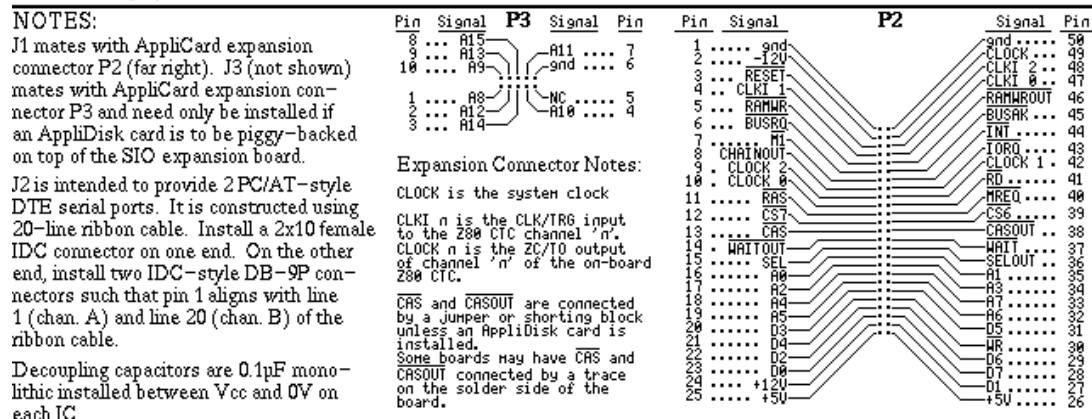 NOTES:
J1 mates with AppliCard expansion
connector P2 (far right). J3 (not shown)
mates with AppliCard expansion con–
nector P3 and need only be installed if
an AppliDisk card is to be piggy–backed
on top of the SIO expansion board.
J2 is intended to provide 2 PC/AT–style
DTE serial ports. It is constructed using
20–line ribbon cable. Install a 2x10 female
IDC connector on one end. On the other
end, install two IDC–style DB–9P con–
nectors such that pin 1 aligns with line
1 (chan. A) and line 20 (chan. B) of the
ribbon cable.
Decoupling capacitors are 0.1µF mono–
lithic installed between Vcc and 0V on
each IC.
Pin Signal P3 Signal Pin
8 ... A15
9 ... A13 A11 .... 7
10 ... A9 gnd .... 6
1 .... A8 NC ..... 5
2 ... A12 A10 .... 4
3 ... A14
Expansion Connector Notes:
CLOCK is the system clock
CLKI n is the CLK/TRG input
to the Z80 CTC channel 'n'.
CLOCK n is the ZC/TO output
of channel 'n' of the on-board
Z80 CTC.
CAS and CASOUT are connected
by a jumper or shorting block
unless an AppliDisk card is
installed.
Some boards may have CAS and
CASOUT connected by a trace
on the solder side of the
board.
Pin Signal P2 Signal Pin
1 ..... gnd gnd ..... 50
2 .... -12V CLOCK ... 49
3 ... RESET CLKI 2 .. 48
4 .. CLKI 1 CLKI 0 .. 47
5 ... RAMWR RAMWROUT 46
6 ... BUSRQ BUSAK ... 45
7 ...... M1 INT ..... 44
8 CHAINOUT IORQ .... 43
9 . CLOCK 2 CLOCK 1 . 42
10 . CLOCK 0 RD ...... 41
11 ..... RAS MREQ .... 40
12 ..... CS7 CS6 ..... 39
13 ..... CAS CASOUT .. 38
14 . WAITOUT WAIT .... 37
15 ..... SEL SELOUT .. 36
16 ...... A0 A1 ...... 35
17 ...... A2 A3 ...... 34
18 ...... A4 A7 ...... 33
19 ...... A5 A6 ...... 32
20 ...... D3 D5 ...... 31
21 ...... D4 WR ...... 30
22 ...... D2 D6 ...... 29
23 ...... D0 D7 ...... 28
24 .... +12V D1 ...... 27
25 ..... +5V +5V ..... 26